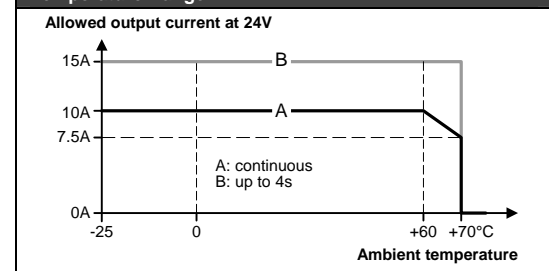 Allowed output current at 24V
15A
B
10A
A
7.5A
A: continuous
B: up to 4s
0A
-25 0 +60 +70°C
Ambient temperature